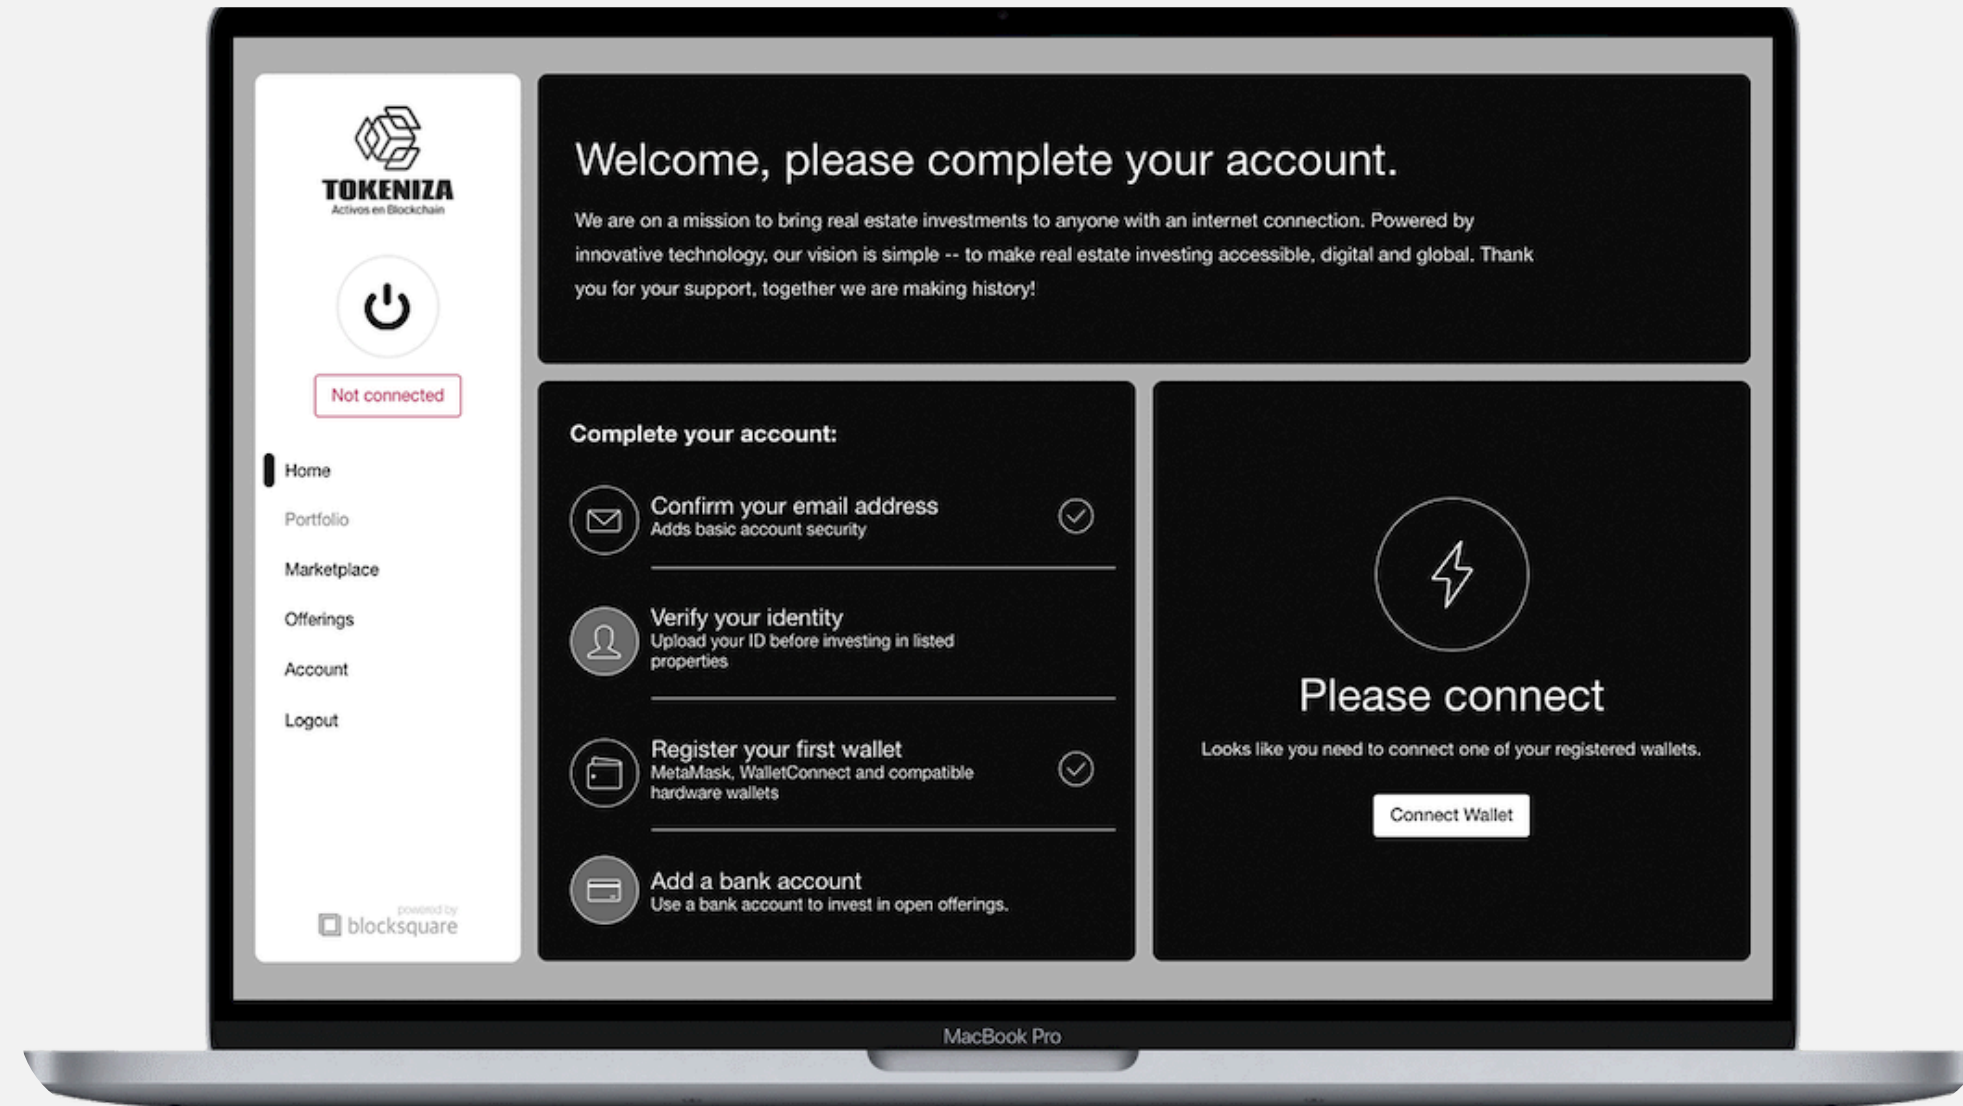 TOKENIZA
Activos en Blockchain
Not connected
Home
Portfolio
Marketplace
Offerings
Account
Logout
powered by
blocksquare
Welcome, please complete your account.
We are on a mission to bring real estate investments to anyone with an internet connection. Powered by
innovative technology, our vision is simple -- to make real estate investing accessible, digital and global. Thank
you for your support, together we are making history!
Complete your account:
Confirm your email address
Adds basic account security
Verify your identity
Upload your ID before investing in listed
properties
Register your first wallet
MetaMask, WalletConnect and compatible
hardware wallets
Add a bank account
Use a bank account to invest in open offerings.
Please connect
Looks like you need to connect one of your registered wallets.
Connect Wallet
MacBook Pro